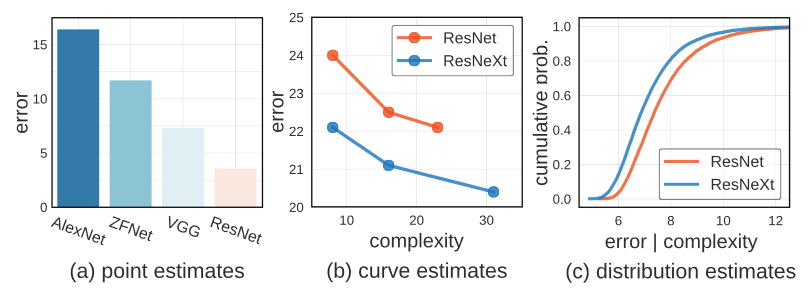 error
15
10
5
0
AlexNet
ZFNet
VGG
ResNet
(a) point estimates
error
25
24
23
22
21
20
10
20
30
complexity
ResNet
ResNeXt
(b) curve estimates
cumulative prob.
1.0
0.8
0.6
0.4
0.2
0.0
6
8
10
12
error | complexity
ResNet
ResNeXt
(c) distribution estimates